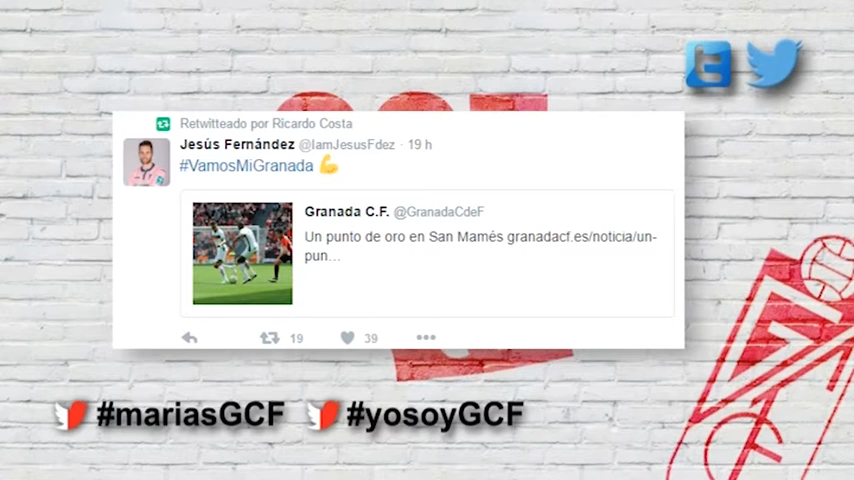 Retwitteado por Ricardo Costa
Jesús Fernández @IamJesusFdez · 19 h
#VamosMiGranada 💪
Granada C.F. @GranadaCdeF
Un punto de oro en San Mamés granadacf.es/noticia/un-
pun…
19 39
#mariasGCF #yosoyGCF